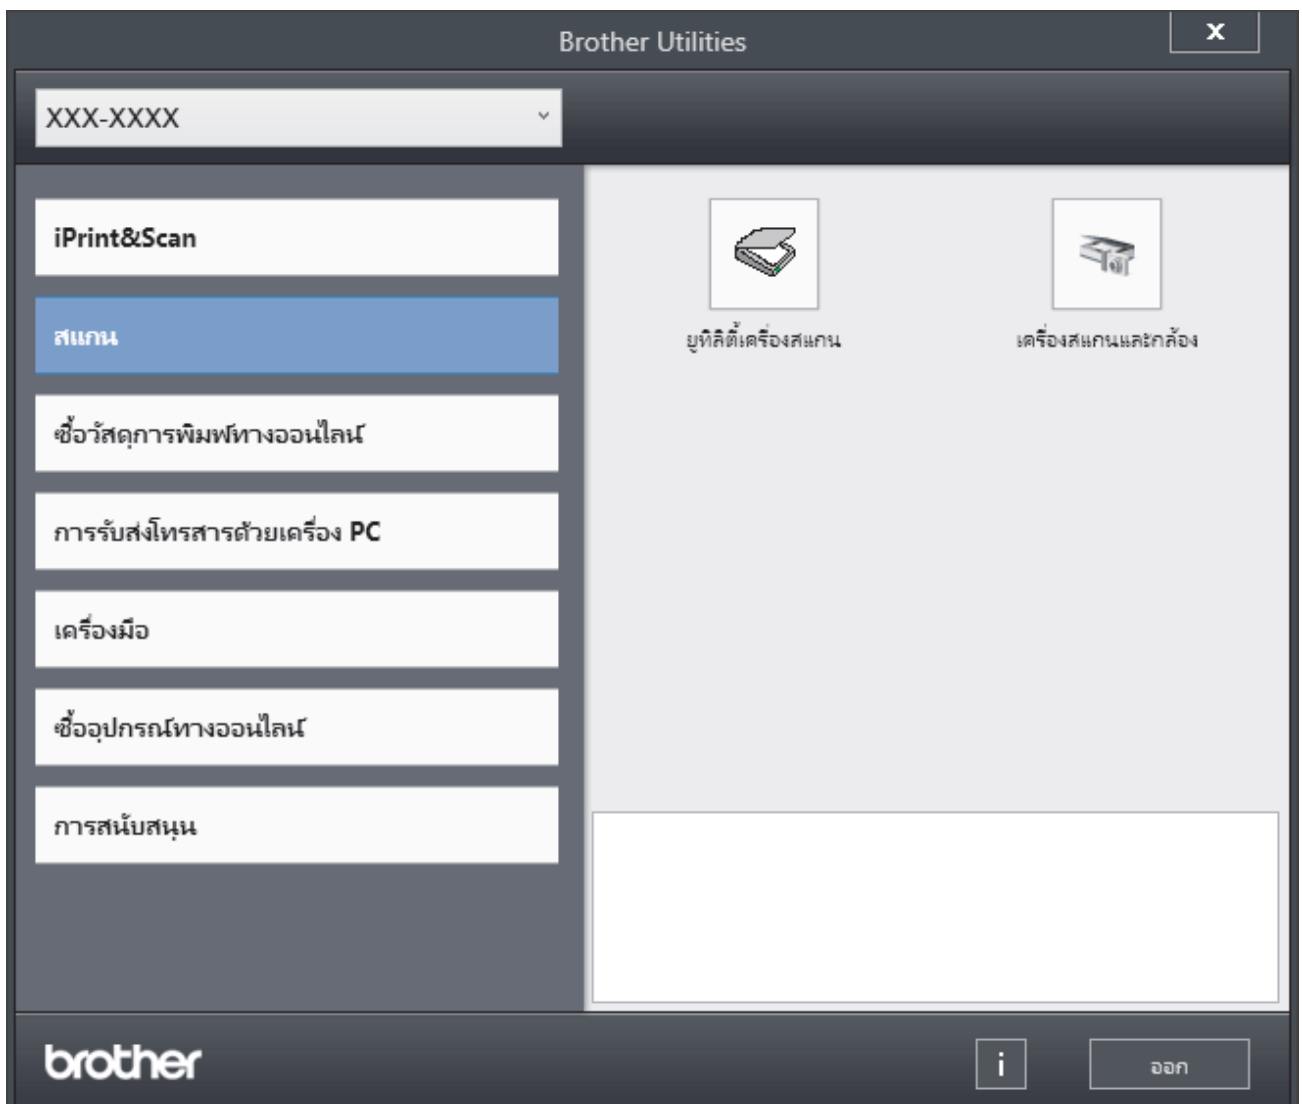 Brother Utilities
X
XXX-XXXX
iPrint&Scan
สแกน
ยูทิลิตี้เครื่องสแกน
เครื่องสแกนและกล้อง
ซื้อวัสดุการพิมพ์ทางออนไลน์
การรับส่งโทรสารด้วยเครื่อง PC
เครื่องมือ
ซื้ออุปกรณ์ทางออนไลน์
การสนับสนุน
brother
i
ออก